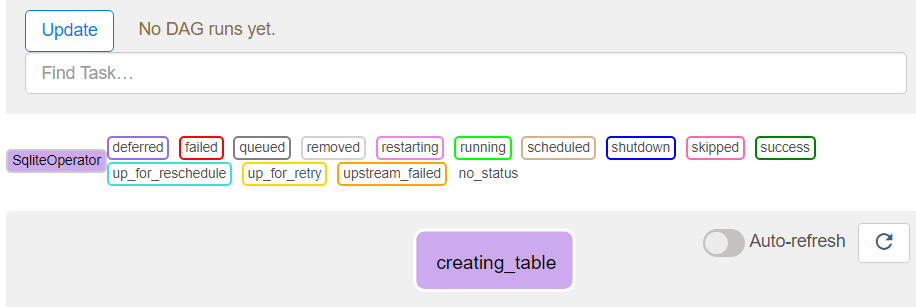 Update No DAG runs yet.
Find Task…
SqliteOperator deferred failed queued removed restarting running scheduled shutdown skipped success
up_for_reschedule up_for_retry upstream_failed no_status
Auto-refresh
creating_table